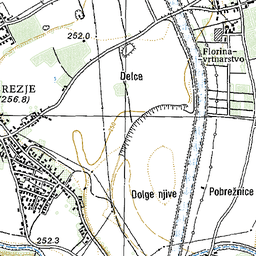 252.0
Florina-
vrtnarstvo
Delce
REZJE
(256,8)
Dolge njive
Pobrežnice
252.3